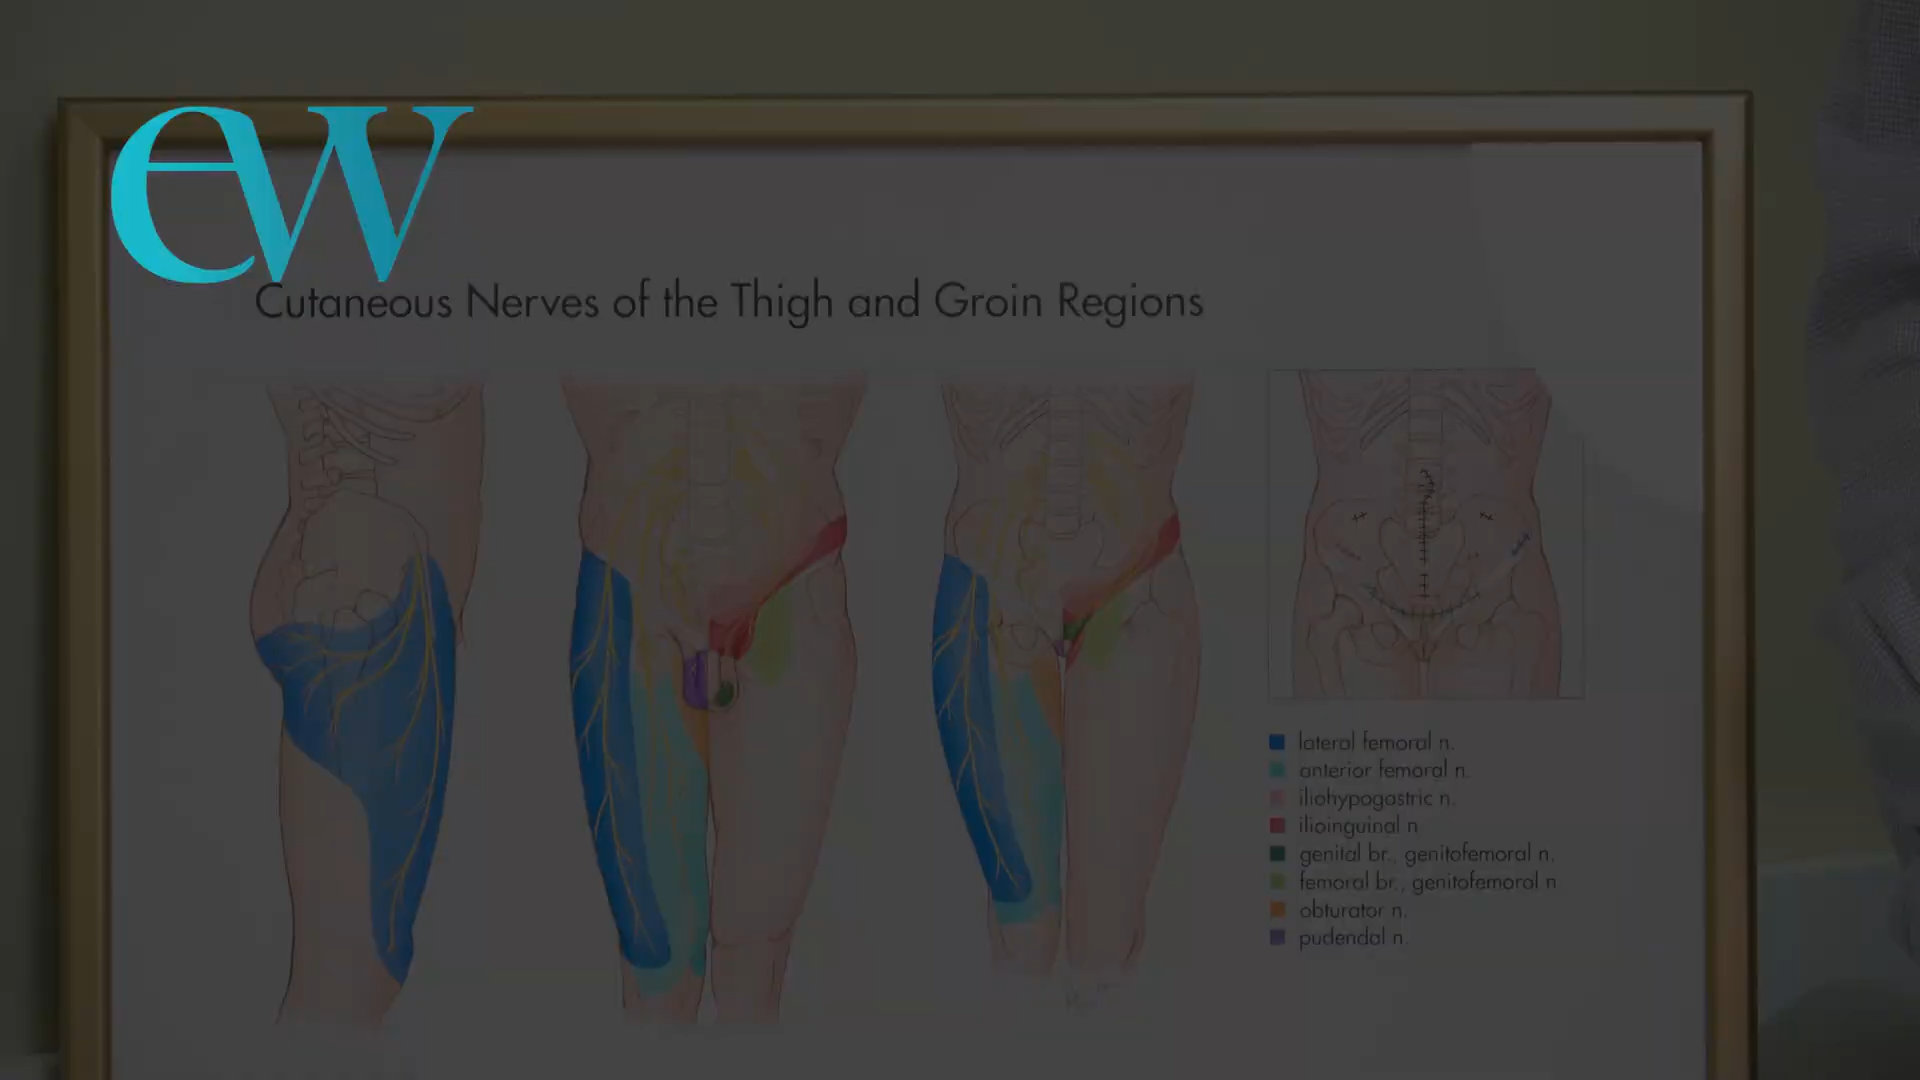 ew
Cutaneous Nerves of the Thigh and Groin Regions
lateral femoral n.
anterior femoral n.
iliohypogastric n.
ilioinguinal n
genital br., genitofemoral n.
femoral br., genitofemoral n
obturator n.
pudendal n.